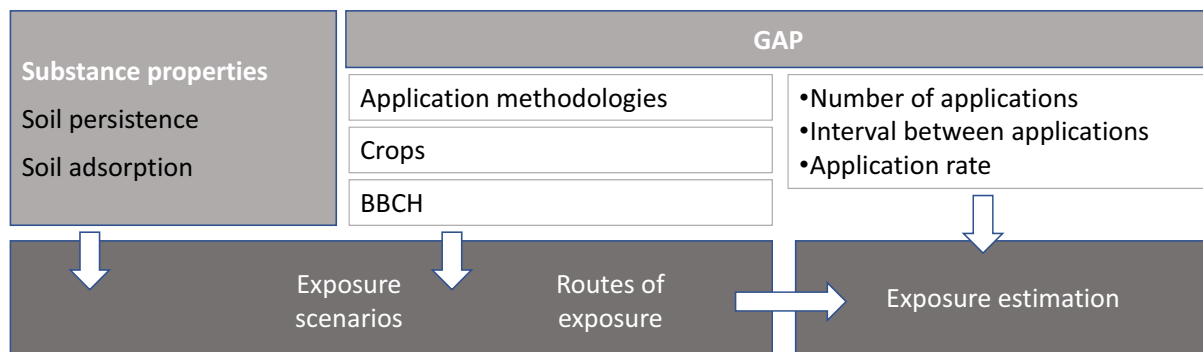 Substance properties
Soil persistence
Soil adsorption
GAP
Application methodologies
Crops
BBCH
•Number of applications
•Interval between applications
•Application rate
Exposure
scenarios
Routes of
exposure
Exposure estimation